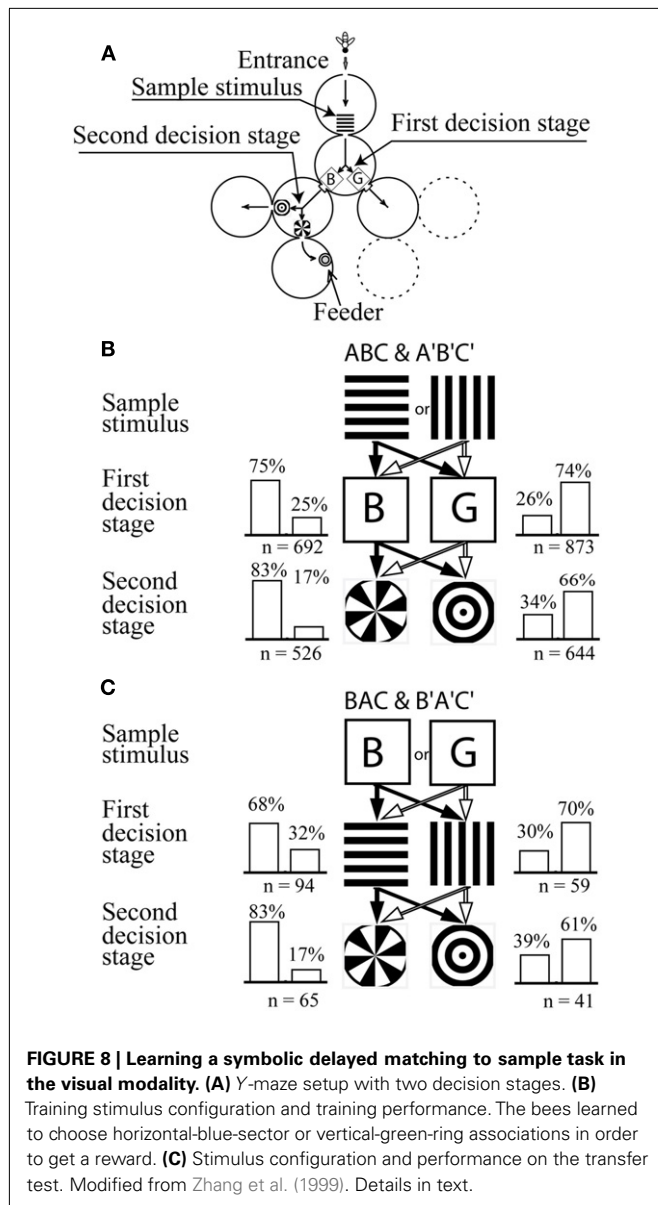 A
Entrance
Sample stimulus
Second decision stage
First decision stage
B G
Feeder
B
ABC & A'B'C'
Sample stimulus
or
First decision stage
75% 25%
n = 692
B G
26% 74%
n = 873
Second decision stage
83% 17%
n = 526
34% 66%
n = 644
C
BAC & B'A'C'
Sample stimulus
B or G
First decision stage
68% 32%
n = 94
30% 70%
n = 59
Second decision stage
83% 17%
n = 65
39% 61%
n = 41
FIGURE 8 | Learning a symbolic delayed matching to sample task in
the visual modality. (A) Y-maze setup with two decision stages. (B)
Training stimulus configuration and training performance. The bees learned
to choose horizontal-blue-sector or vertical-green-ring associations in order
to get a reward. (C) Stimulus configuration and performance on the transfer
test. Modified from Zhang et al. (1999). Details in text.